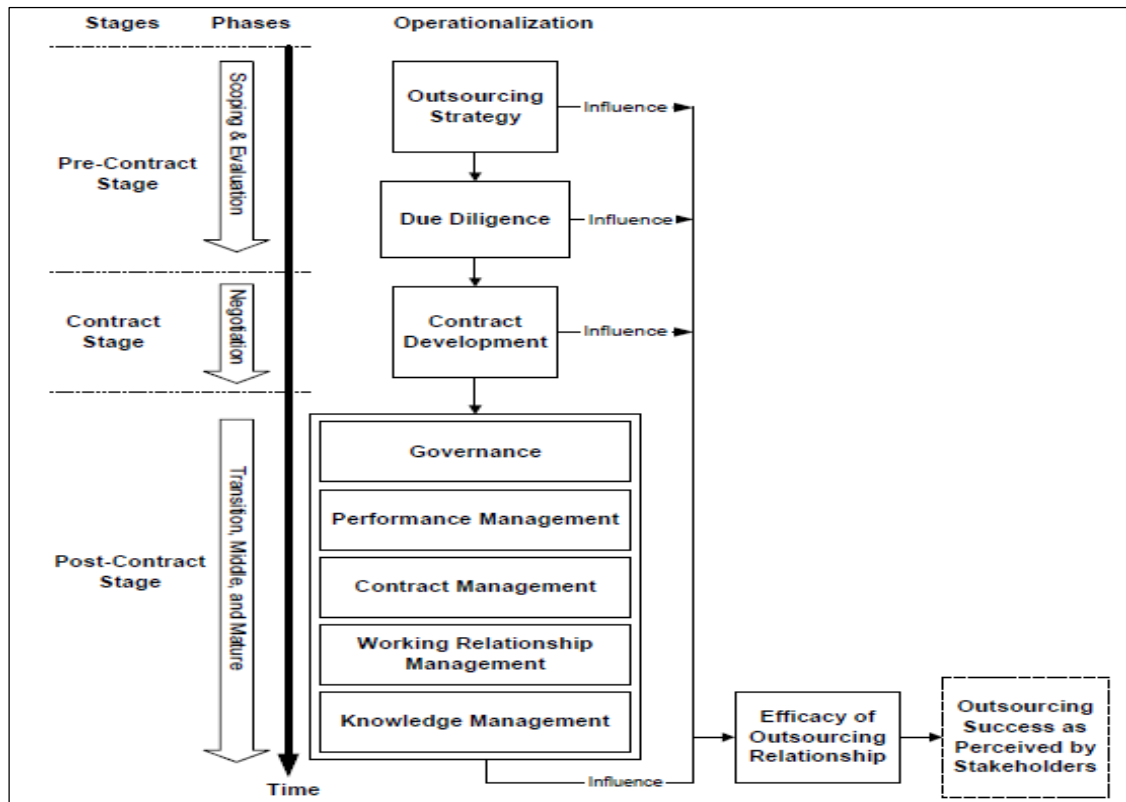 Stages Phases Operationalization
Scoping & Evaluation
Pre-Contract
Stage
Outsourcing
Strategy
Influence
Due Diligence
Influence
Negotiation
Contract
Stage
Contract
Development
Influence
Transition, Middle, and Mature
Post-Contract
Stage
Governance
Performance Management
Contract Management
Working Relationship
Management
Knowledge Management
Influence
Time
Efficacy of
Outsourcing
Relationship
Outsourcing
Success as
Perceived by
Stakeholders